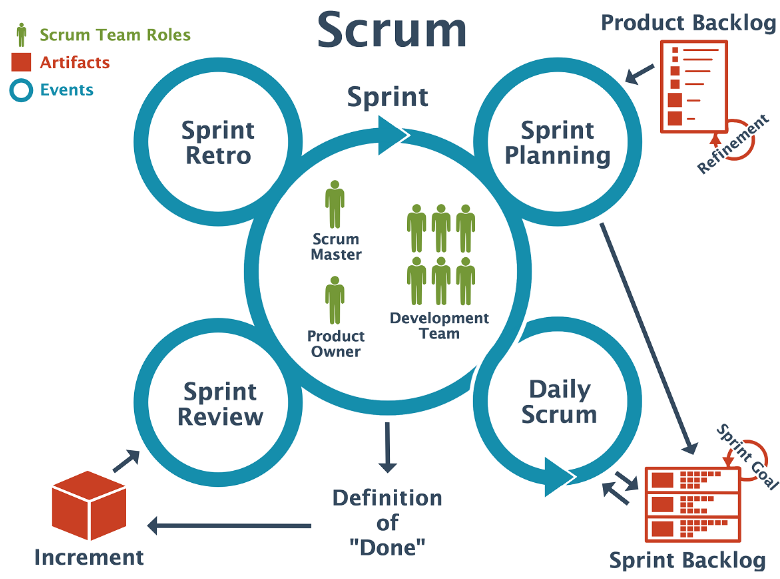 Scrum
Scrum Team Roles
Artifacts
Events
Product Backlog
Refinement
Sprint
Sprint
Retro
Sprint
Planning
Scrum
Master
Product
Owner
Development
Team
Sprint
Review
Daily
Scrum
Sprint Goal
Definition
of
"Done"
Increment
Sprint Backlog